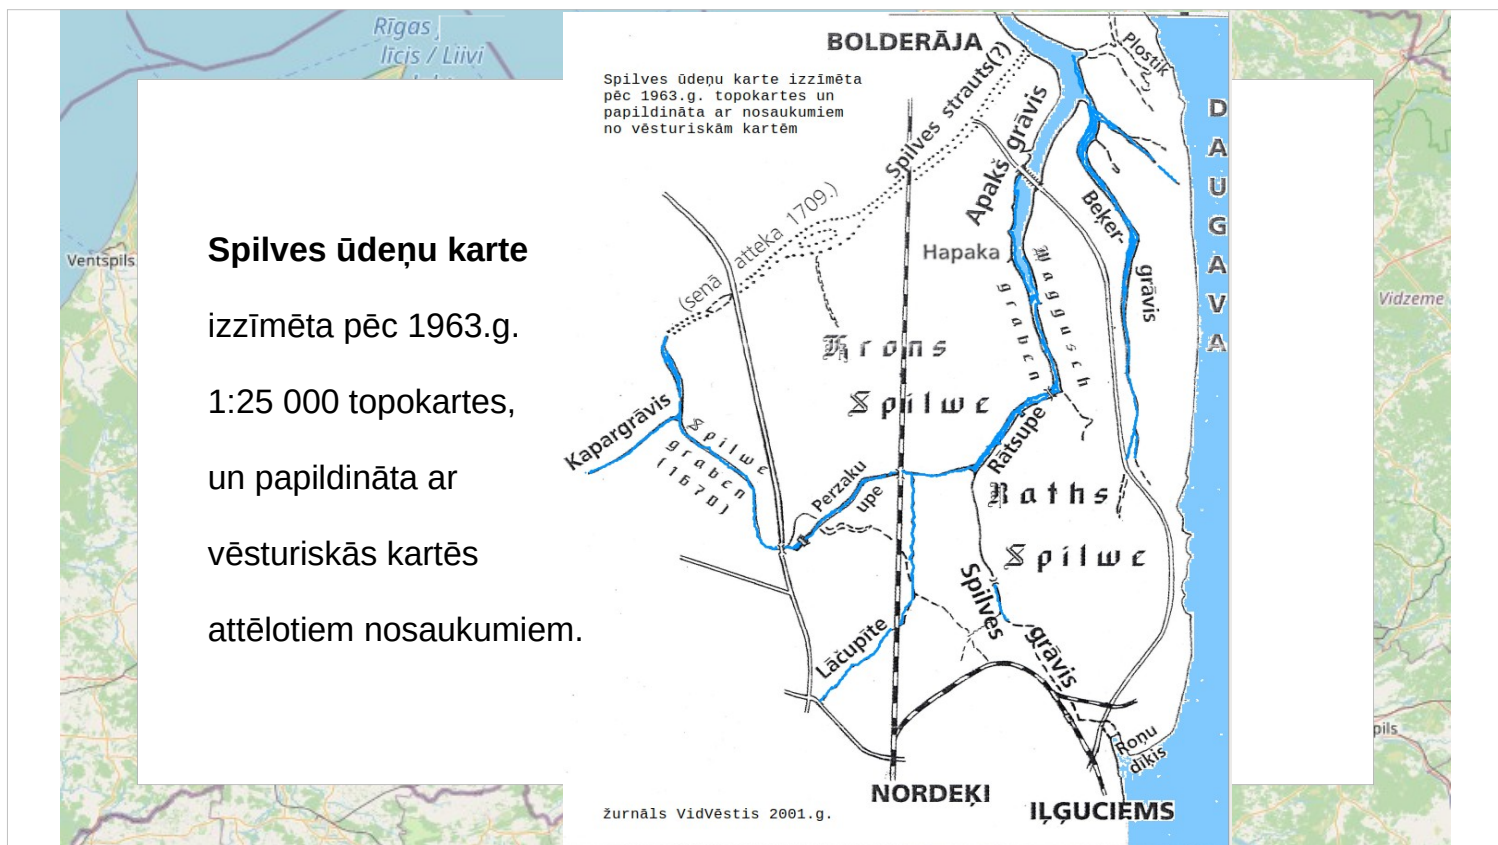 Rīgas
līcis / Liivi
Ventspils
Vidzeme
pils
Spilves ūdeņu karte
izzīmēta pēc 1963.g.
1:25 000 topokartes,
un papildināta ar
vēsturiskās kartēs
attēlotiem nosaukumiem.
BOLDERĀJA
Spilves ūdeņu karte izzīmēta
pēc 1963.g. topokartes un
papildināta ar nosaukumiem
no vēsturiskām kartēm
Spilves strauts(?)
(senā atteka 1709.)
Apakš grāvis
Plostik
DAUGAVA
Beķer grāvis
Hapaka
Waggusch
graben
Krons
Spilwe
Kapargrāvis
Spilwe
graben
(1670)
Perzaku
upe
Rātsupe
Raths
Spilwe
Spilves grāvis
Lāčupīte
Roņu
dīķis
NORDEĶI
IĻĢUCIEMS
žurnāls VidVēstis 2001.g.